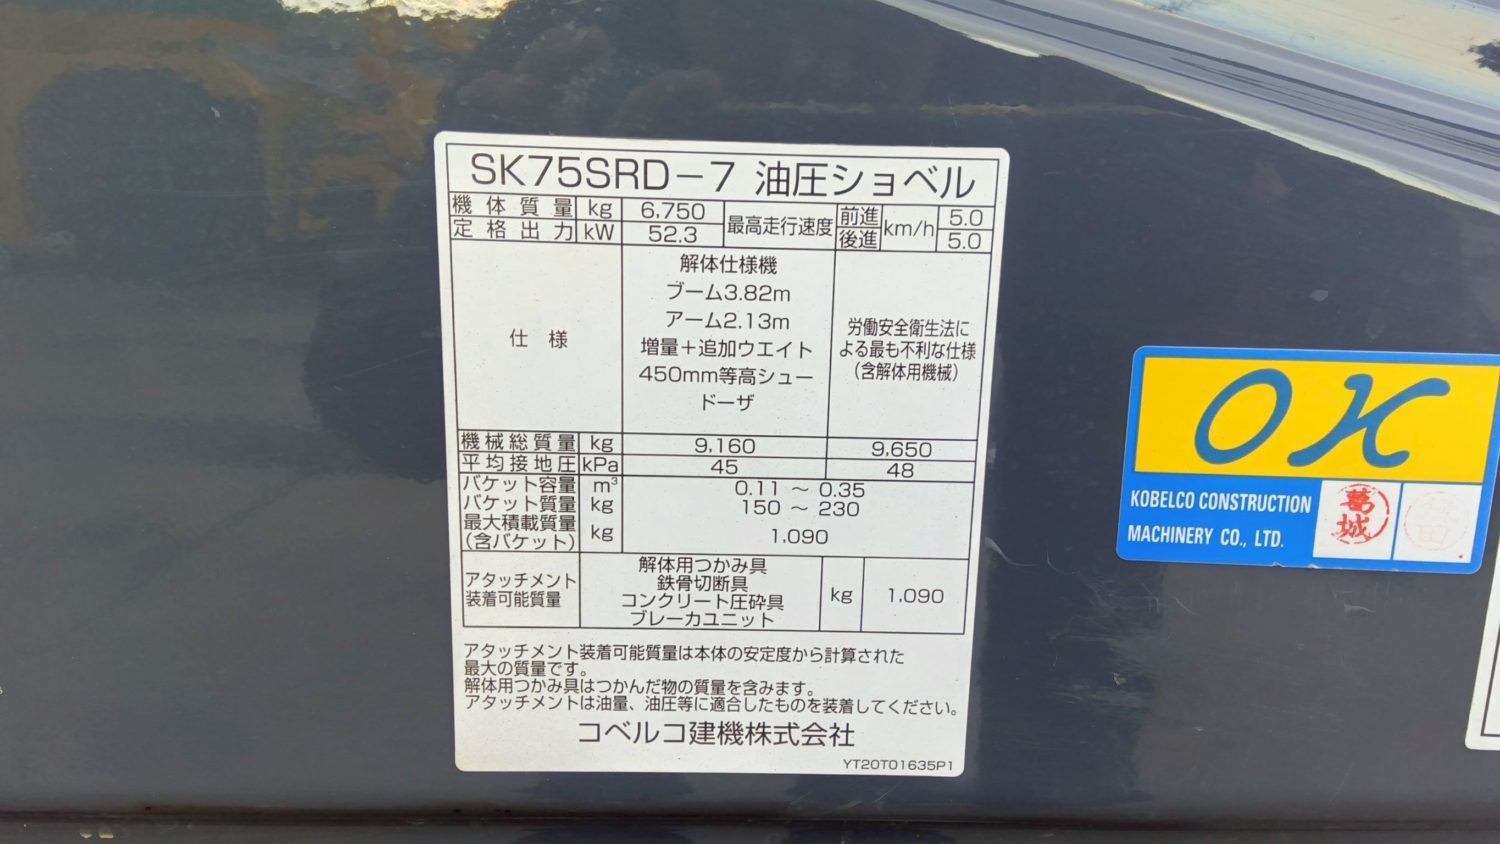 SK75SRD-7 油圧ショベル
機体質量 kg 6,750 最高走行速度 前進 km/h 5.0
定格出力 kW 52.3 後進 5.0
仕様
解体仕様機
ブーム3.82m
アーム2.13m
増量+追加ウエイト
450mm等高シュー
ドーザ
労働安全衛生法に
よる最も不利な仕様
(含解体用機械)
機械総質量 kg 9,160 9,650
平均接地圧 kPa 45 48
バケット容量 m³ 0.11 ~ 0.35
バケット質量 kg 150 ~ 230
最大積載質量
(含バケット) kg 1,090
アタッチメント
装着可能質量
解体用つかみ具
鉄骨切断具
コンクリート圧砕具
ブレーカユニット
kg 1,090
アタッチメント装着可能質量は本体の安定度から計算された
最大の質量です。
解体用つかみ具はつかんだ物の質量を含みます。
アタッチメントは油量、油圧等に適合したものを装着してください。
コベルコ建機株式会社
YT20T01635P1
OK
KOBELCO CONSTRUCTION
MACHINERY CO., LTD.
葛城